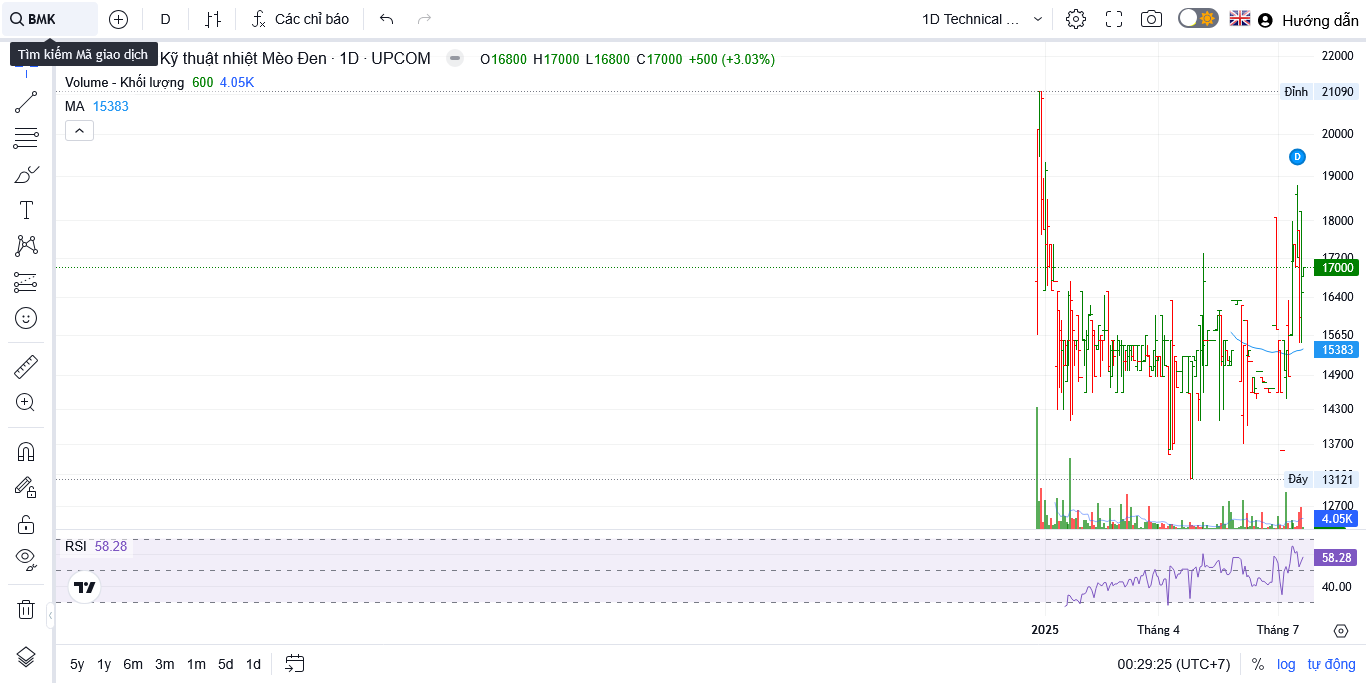 BMK D Các chỉ báo 1D Technical ... Hướng dẫn
Tìm kiếm Mã giao dịch
Kỹ thuật nhiệt Mèo Đen · 1D · UPCOM O16800 H17000 L16800 C17000 +500 (+3.03%)
Volume - Khối lượng 600 4.05K
MA 15383
22000
Đỉnh 21090
20000
D
19000
18000
17200
17000
16400
15650
15383
14900
14300
13700
Đáy 13121
12700
4.05K
RSI 58.28
58.28
40.00
2025 Tháng 4 Tháng 7
5y 1y 6m 3m 1m 5d 1d 00:29:25 (UTC+7) % log tự động